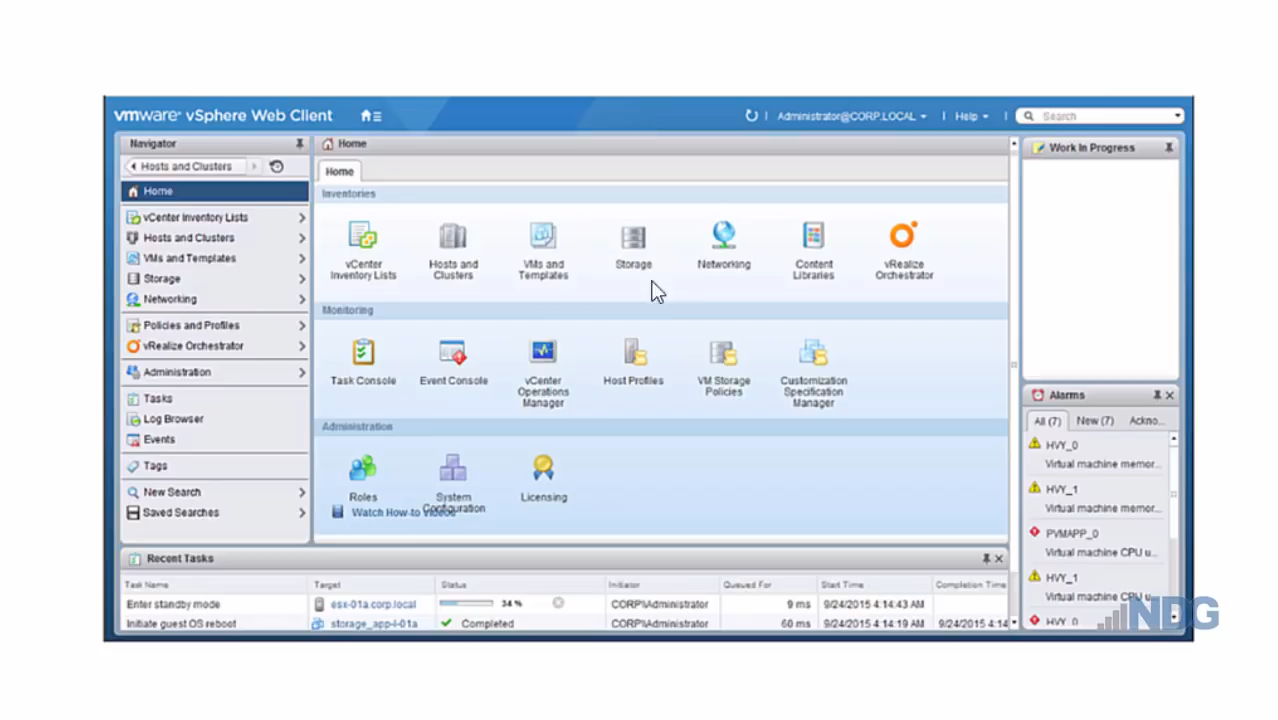 vmware® vSphere Web Client
Administrator@CORP.LOCAL
Help
Search
Navigator
Hosts and Clusters
Home
vCenter Inventory Lists
Hosts and Clusters
VMs and Templates
Storage
Networking
Policies and Profiles
vRealize Orchestrator
Administration
Tasks
Log Browser
Events
Tags
New Search
Saved Searches
Home
Home
Inventories
vCenter
Inventory Lists
Hosts and
Clusters
VMs and
Templates
Storage
Networking
Content
Libraries
vRealize
Orchestrator
Monitoring
Task Console
Event Console
vCenter
Operations
Manager
Host Profiles
VM Storage
Policies
Customization
Specification
Manager
Administration
Roles
System
Configuration
Licensing
Watch How-to Videos
Work In Progress
Alarms
All (7) New (7) Ackno...
HVY_0
Virtual machine memor...
HVY_1
Virtual machine memor...
PVMAPP_0
Virtual machine CPU u...
HVY_1
Virtual machine CPU u
HVY_0
Recent Tasks
Task Name Target Status Initiator Queued For Start Time Completion Time
Enter standby mode esx-01a.corp.local 34 % CORP\Administrator 9 ms 9/24/2015 4:14:43 AM
Initiate guest OS reboot storage_app-l-01a Completed CORP\Administrator 60 ms 9/24/2015 4:14:19 AM 9/24/2015 4:14
NDG